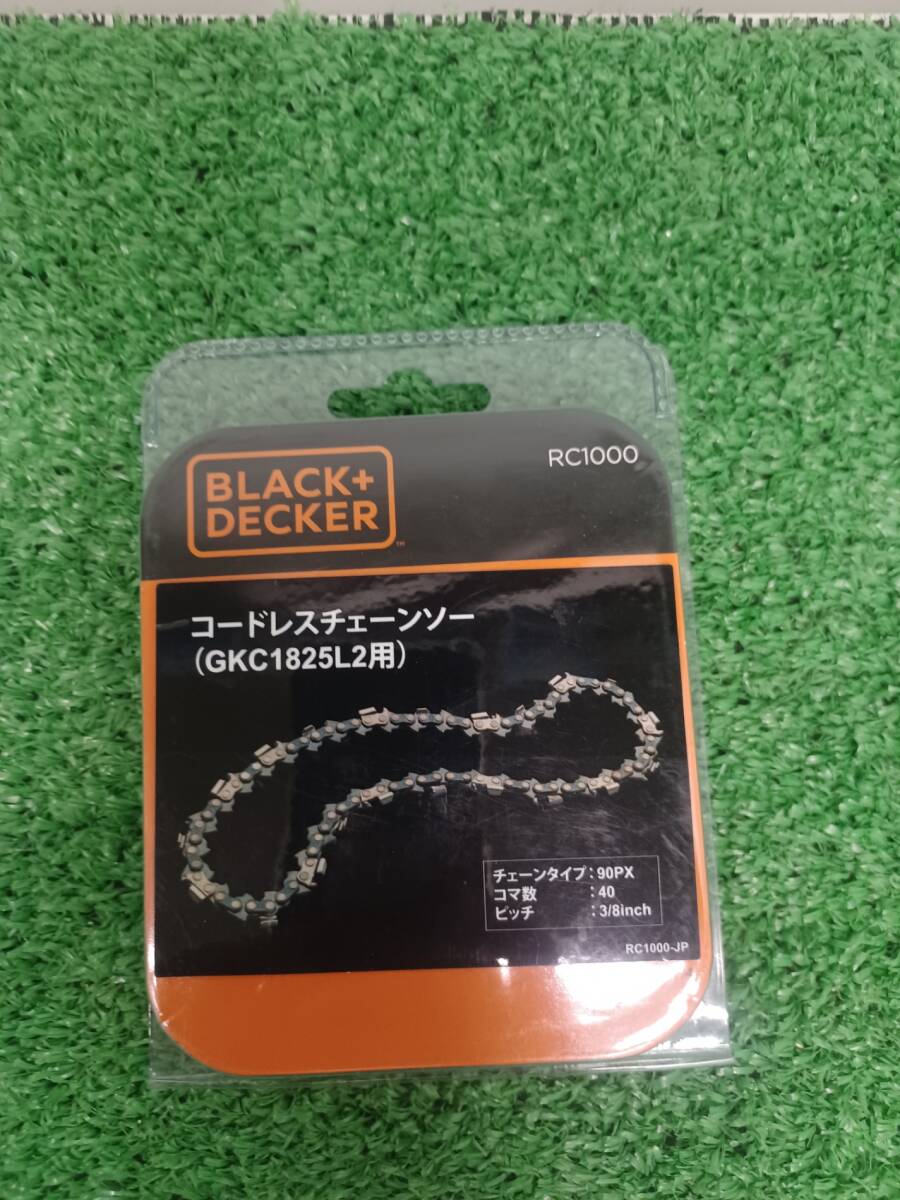 RC1000
BLACK+
DECKER
™
コードレスチェーンソー
（GKC1825L2用）
チェーンタイプ：90PX
コマ数 ：40
ピッチ ：3/8inch
RC1000-JP